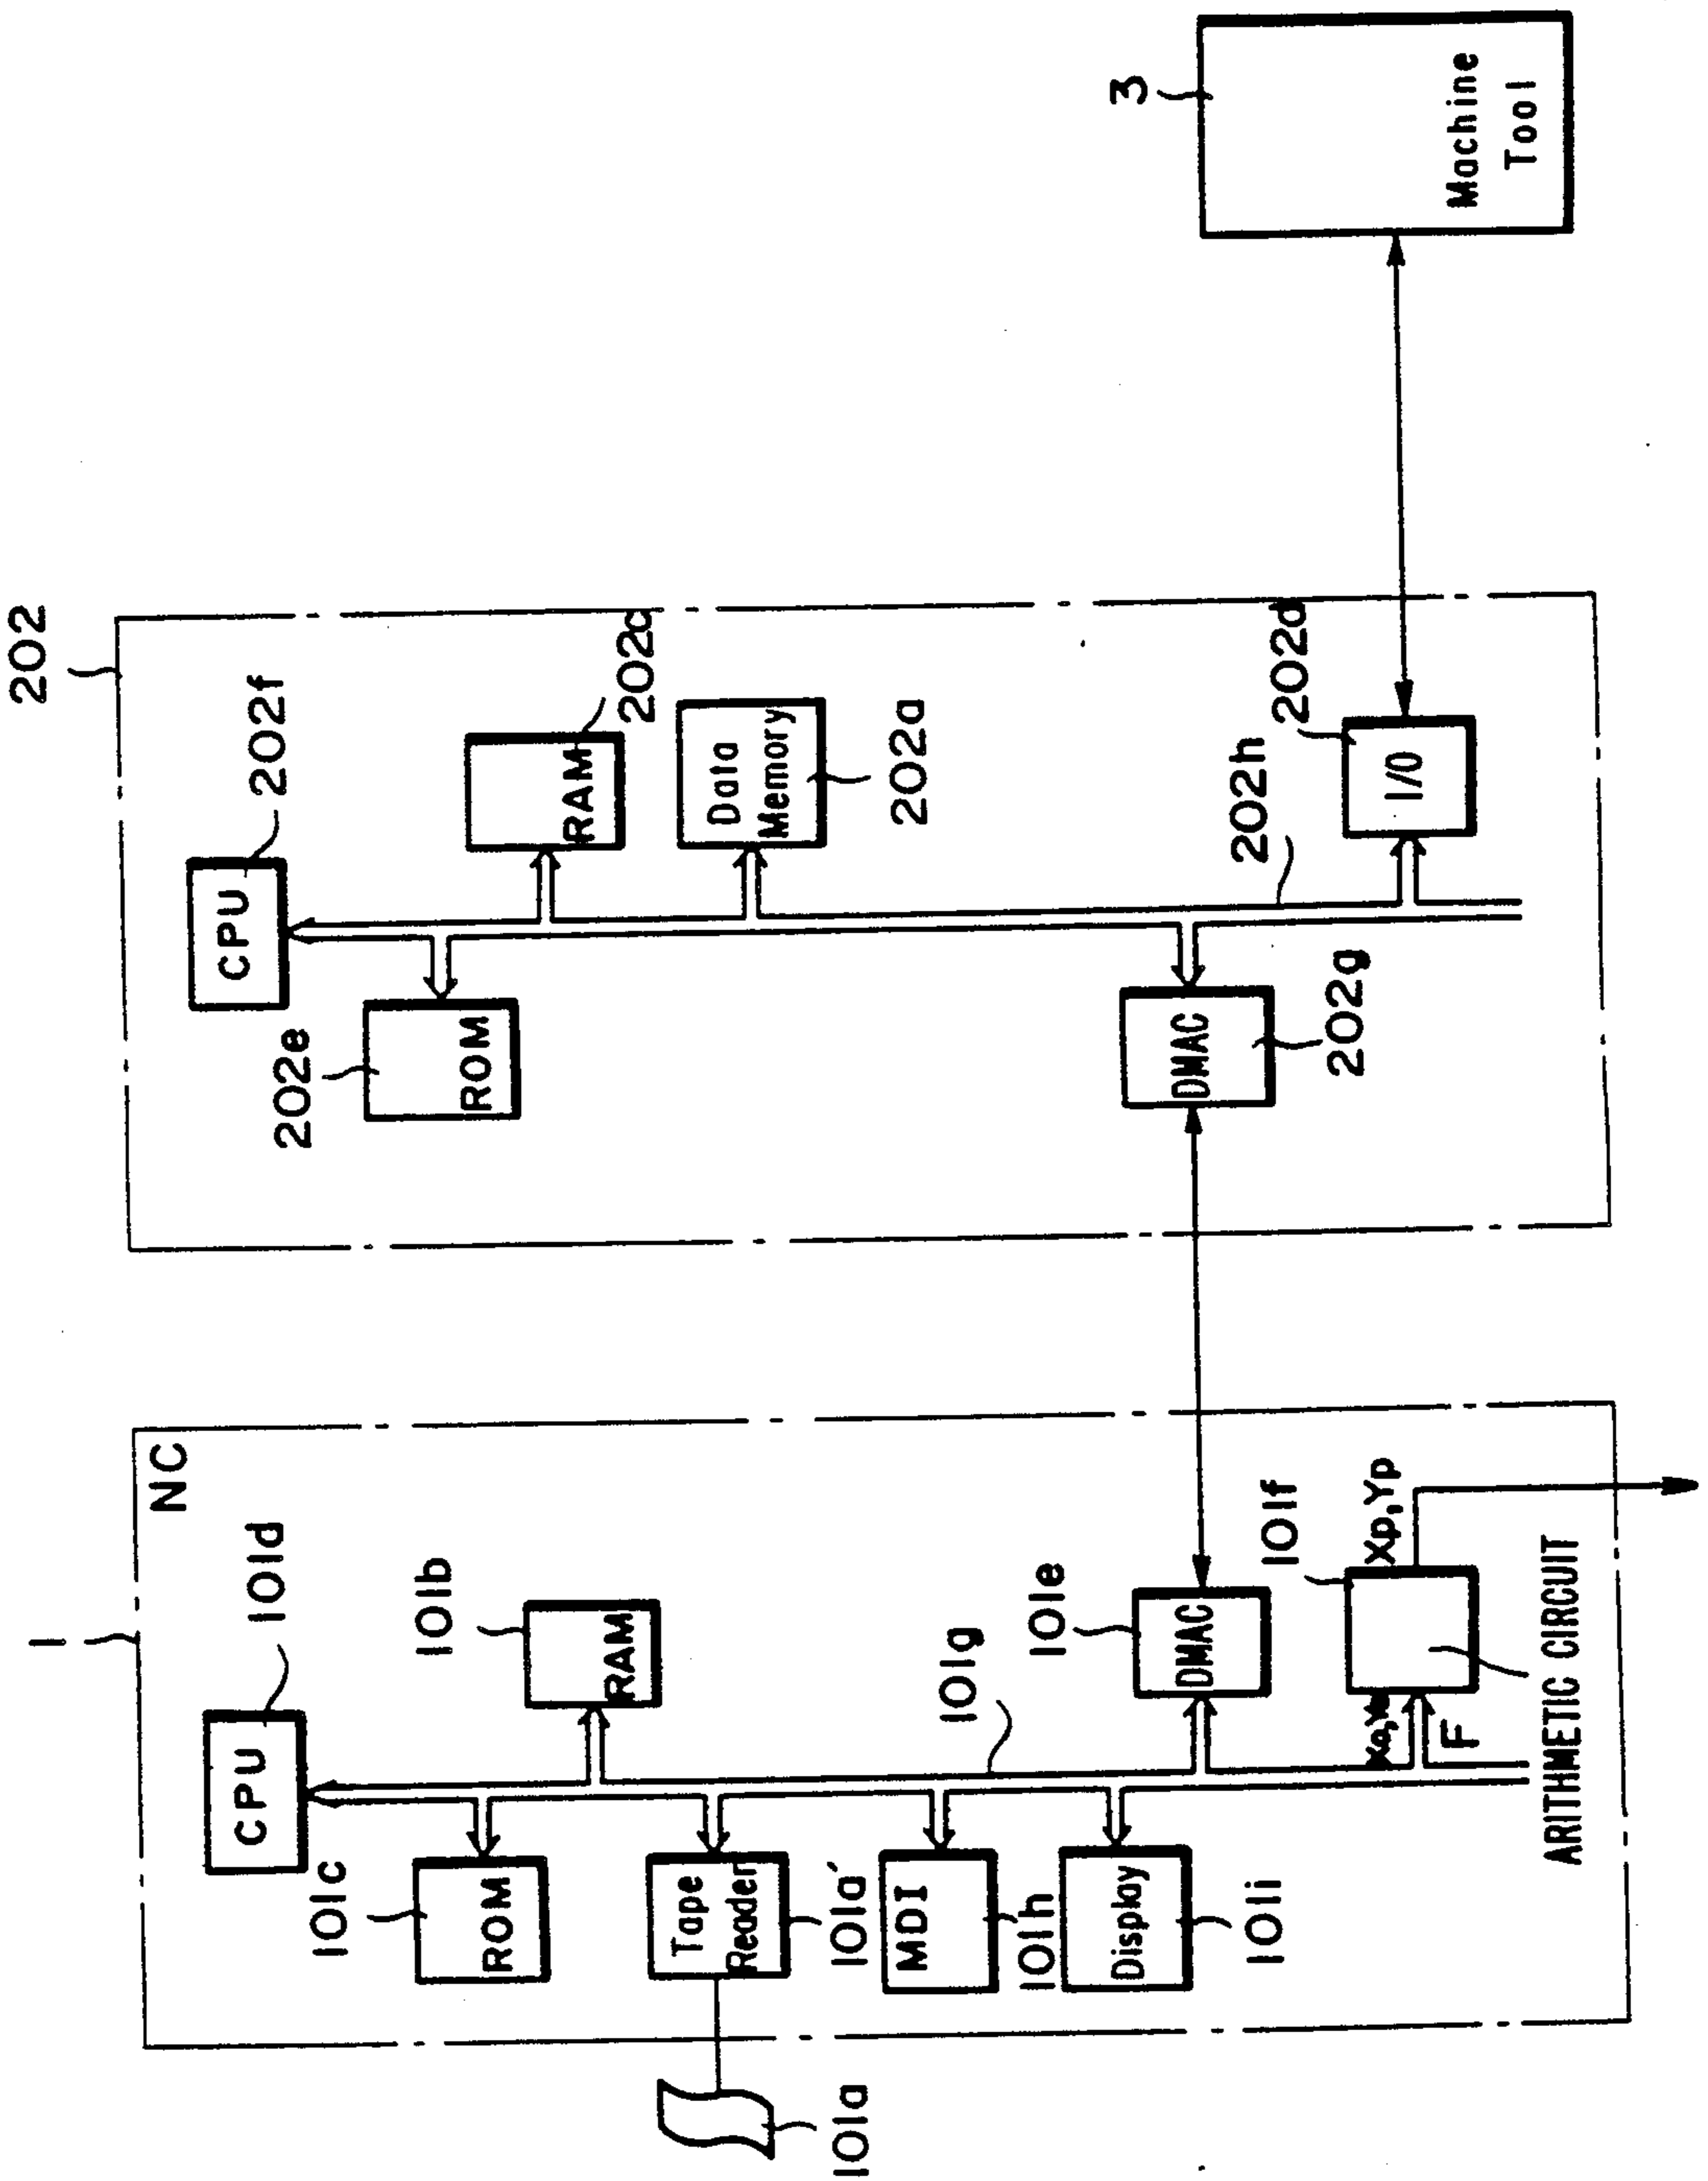 1
NC
CPU
101d
101c
ROM
101b
RAM
Tape
Reader
101a'
101a
MDI
101h
101g
Display
101i
101e
DMAC
101f
Xp,Yp
F
ARITHMETIC CIRCUIT
202
CPU
202f
202e
ROM
RAM
202c
Data
Memory
202a
202h
DMAC
202g
202d
I/O
3
Machine
Tool